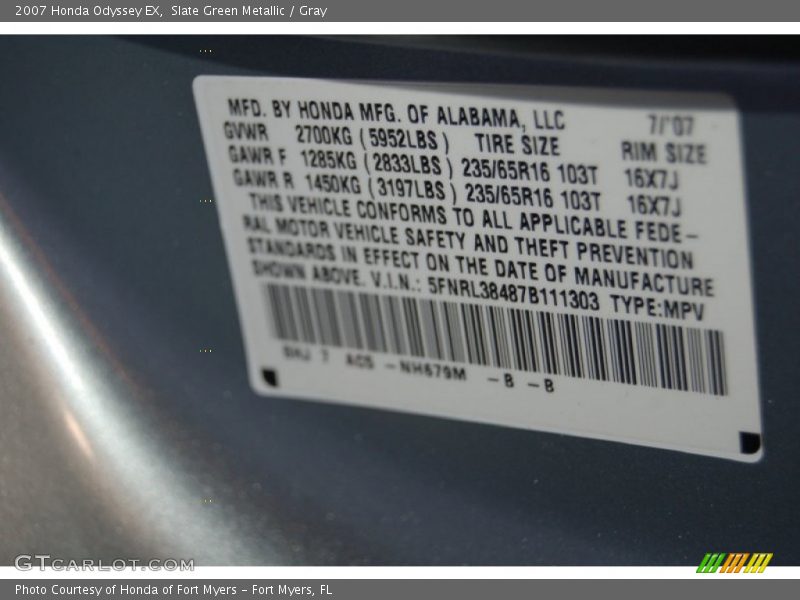 2007 Honda Odyssey EX, Slate Green Metallic / Gray
MFD. BY HONDA MFG. OF ALABAMA, LLC 7/'07
GVWR 2700KG (5952LBS) TIRE SIZE RIM SIZE
GAWR F 1285KG (2833LBS) 235/65R16 103T 16X7J
GAWR R 1450KG (3197LBS) 235/65R16 103T 16X7J
THIS VEHICLE CONFORMS TO ALL APPLICABLE FEDE-
RAL MOTOR VEHICLE SAFETY AND THEFT PREVENTION
STANDARDS IN EFFECT ON THE DATE OF MANUFACTURE
SHOWN ABOVE. V.I.N.: 5FNRL38487B111303 TYPE:MPV
SHJ 7 AC5 -NH679M -B -B
GTCARLOT.COM
Photo Courtesy of Honda of Fort Myers - Fort Myers, FL